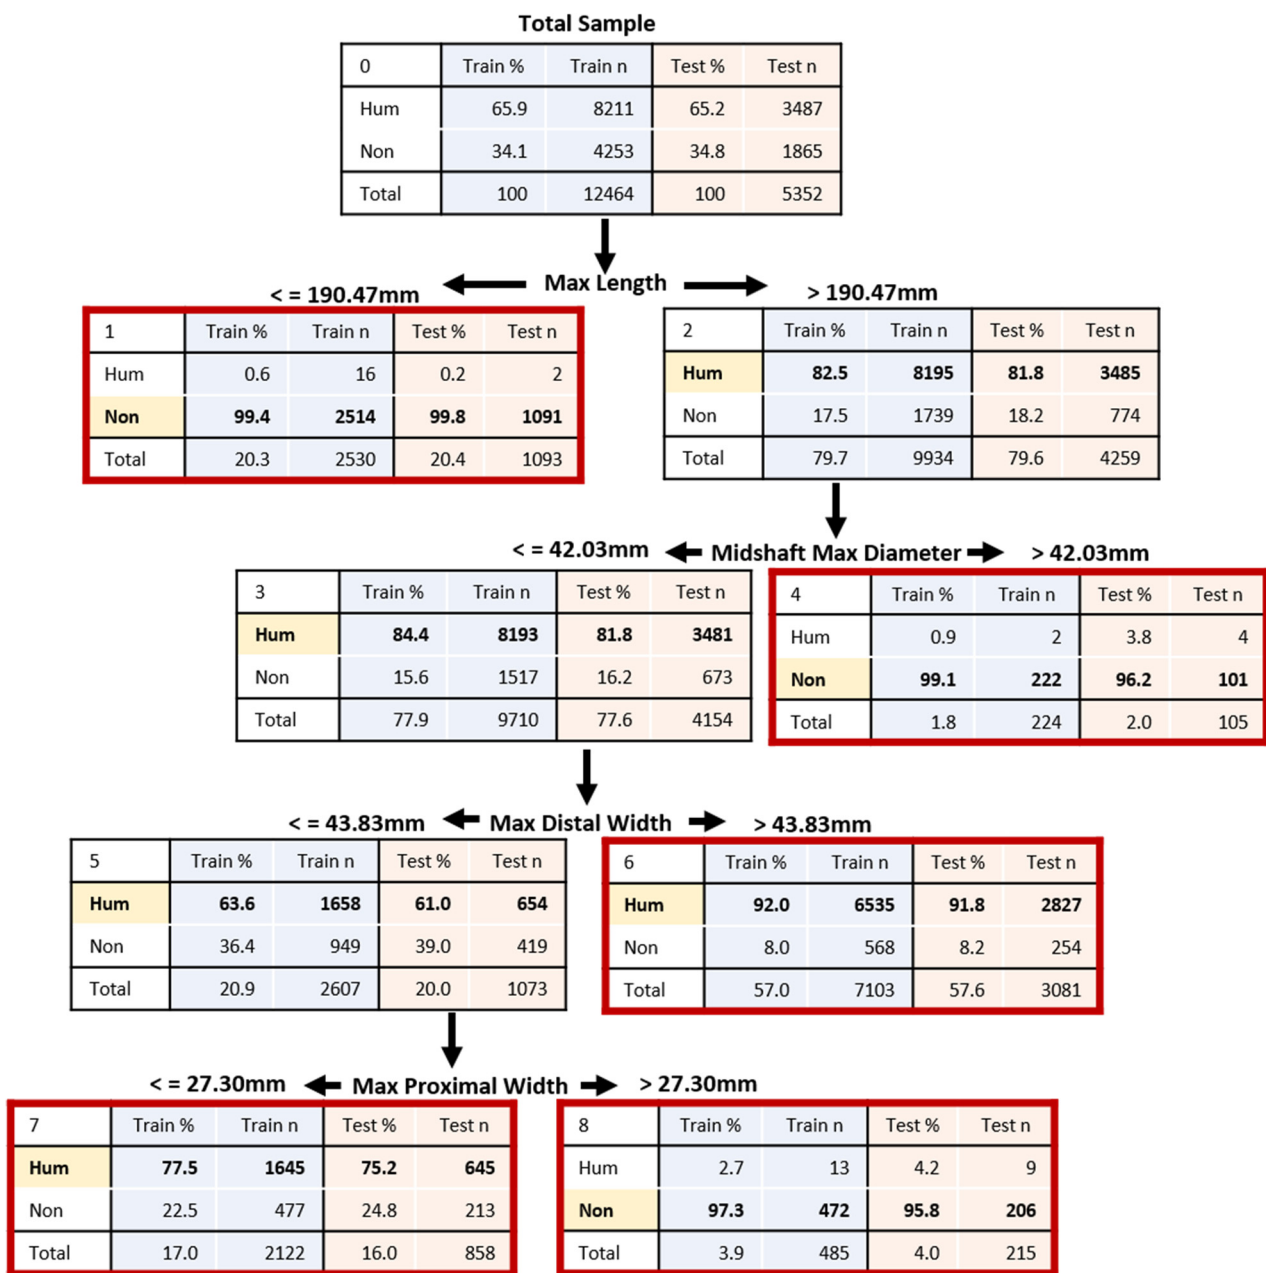 Total Sample
0 Train % Train n Test % Test n
Hum 65.9 8211 65.2 3487
Non 34.1 4253 34.8 1865
Total 100 12464 100 5352
Max Length
< = 190.47mm
> 190.47mm
1 Train % Train n Test % Test n
Hum 0.6 16 0.2 2
Non 99.4 2514 99.8 1091
Total 20.3 2530 20.4 1093
2 Train % Train n Test % Test n
Hum 82.5 8195 81.8 3485
Non 17.5 1739 18.2 774
Total 79.7 9934 79.6 4259
< = 42.03mm Midshaft Max Diameter > 42.03mm
3 Train % Train n Test % Test n
Hum 84.4 8193 81.8 3481
Non 15.6 1517 16.2 673
Total 77.9 9710 77.6 4154
4 Train % Train n Test % Test n
Hum 0.9 2 3.8 4
Non 99.1 222 96.2 101
Total 1.8 224 2.0 105
< = 43.83mm Max Distal Width > 43.83mm
5 Train % Train n Test % Test n
Hum 63.6 1658 61.0 654
Non 36.4 949 39.0 419
Total 20.9 2607 20.0 1073
6 Train % Train n Test % Test n
Hum 92.0 6535 91.8 2827
Non 8.0 568 8.2 254
Total 57.0 7103 57.6 3081
< = 27.30mm Max Proximal Width > 27.30mm
7 Train % Train n Test % Test n
Hum 77.5 1645 75.2 645
Non 22.5 477 24.8 213
Total 17.0 2122 16.0 858
8 Train % Train n Test % Test n
Hum 2.7 13 4.2 9
Non 97.3 472 95.8 206
Total 3.9 485 4.0 215